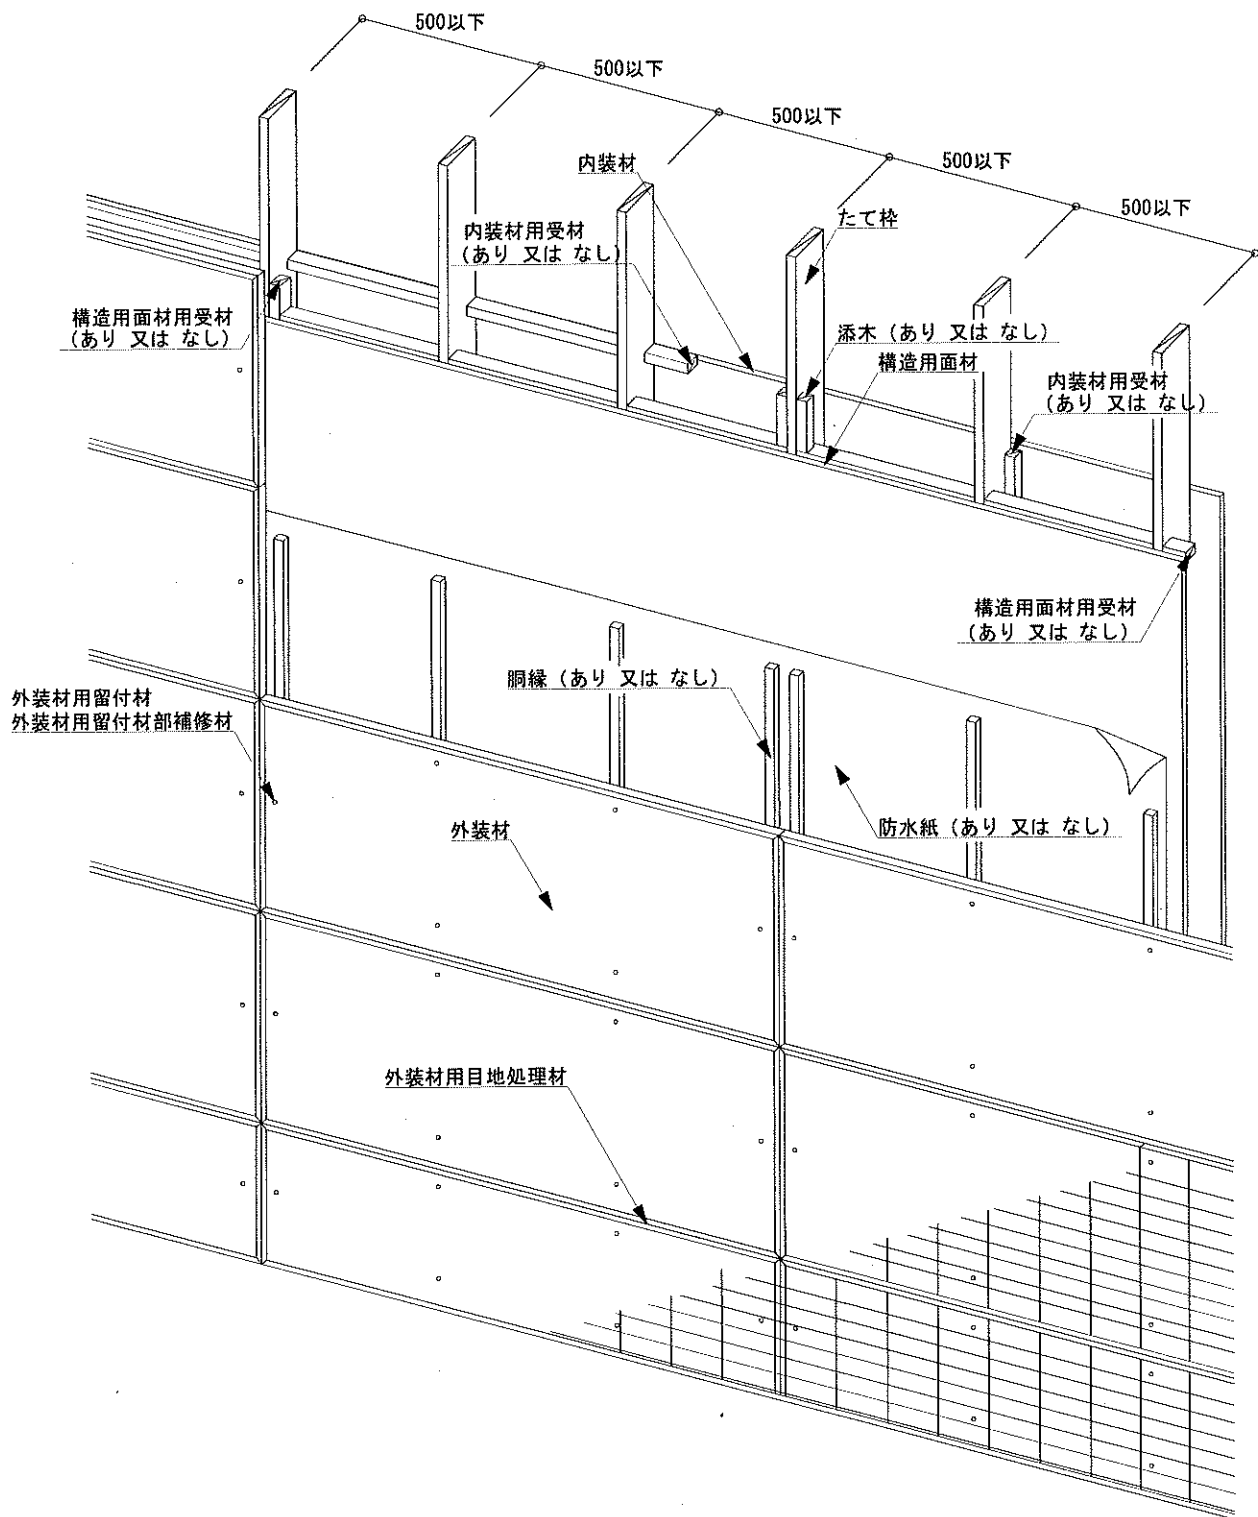 500以下
500以下
500以下
500以下
500以下
内装材
たて枠
内装材用受材
(あり 又は なし)
構造用面材用受材
(あり 又は なし)
添木 (あり 又は なし)
構造用面材
内装材用受材
(あり 又は なし)
構造用面材用受材
(あり 又は なし)
胴縁 (あり 又は なし)
外装材用留付材
外装材用留付材部補修材
外装材
防水紙 (あり 又は なし)
外装材用目地処理材